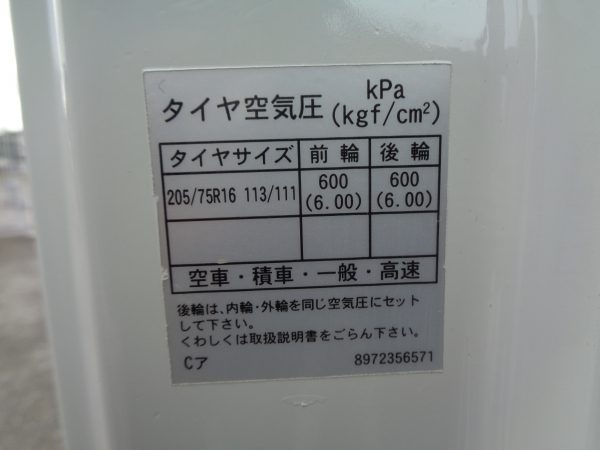 タイヤ空気圧 kPa
(kgf/cm²)
タイヤサイズ 前輪 後輪
205/75R16 113/111 600 600
(6.00) (6.00)
空車・積車・一般・高速
後輪は、内輪・外輪を同じ空気圧にセット
して下さい。
くわしくは取扱説明書をごらん下さい。
Cア 8972356571